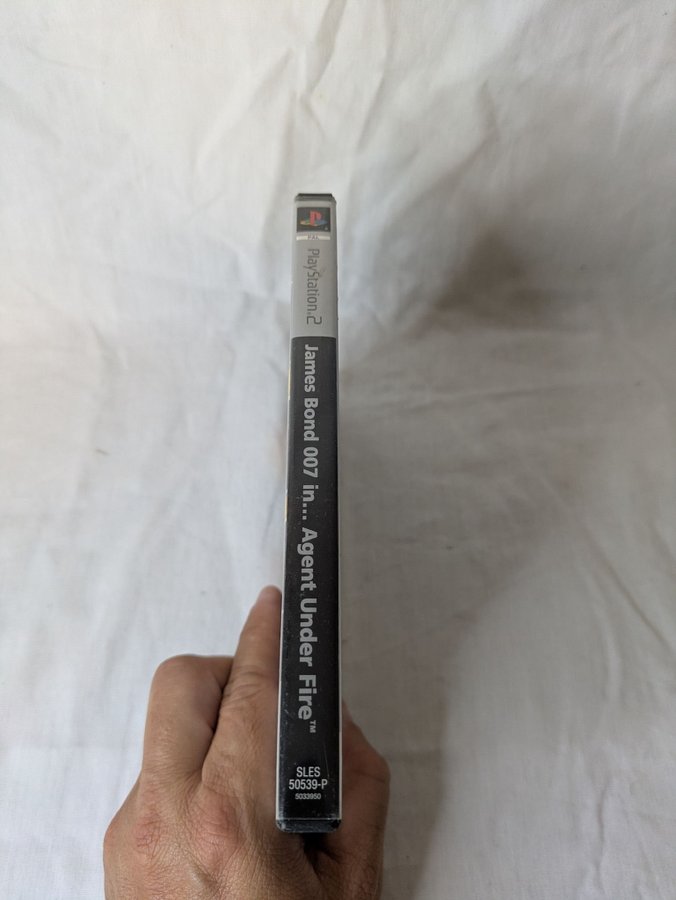 PlayStation.2
James Bond 007 in... Agent Under Fire™
SLES
50539-P
5033950